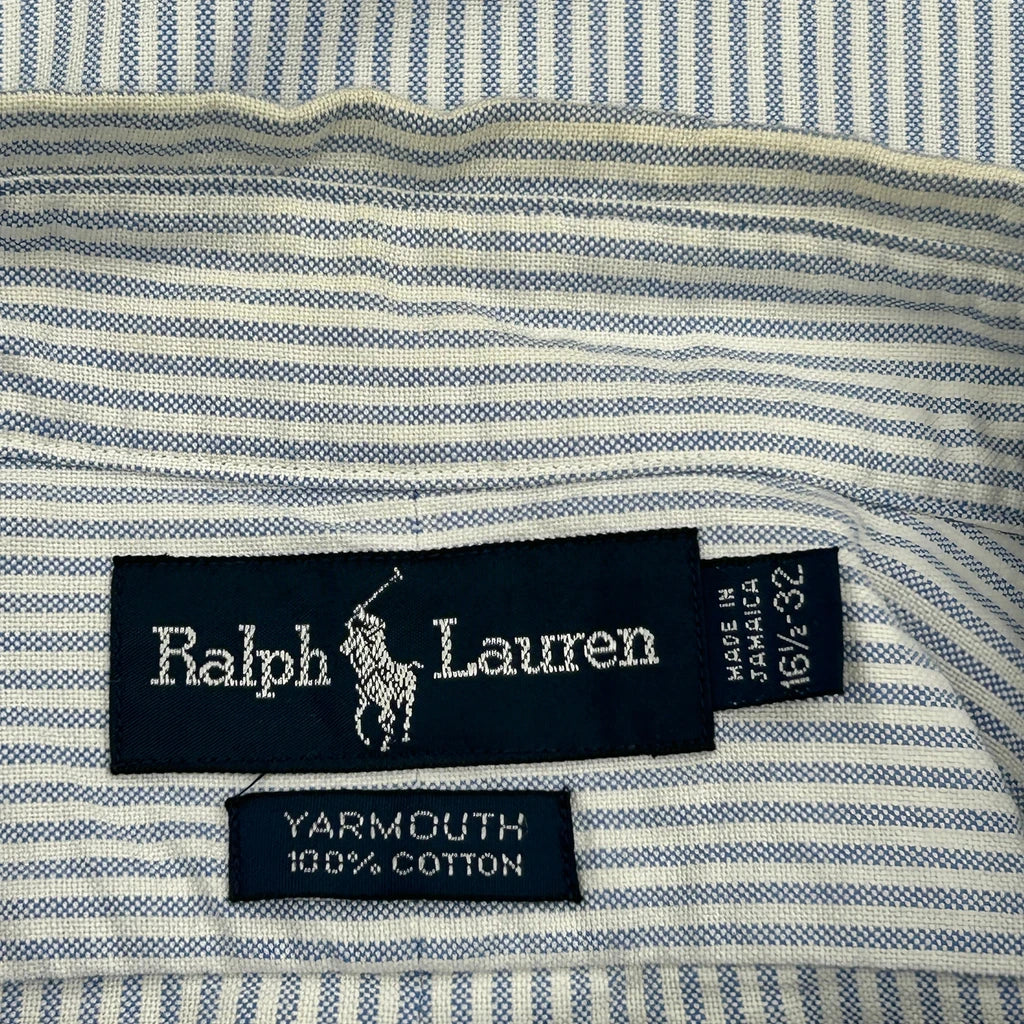 Ralph Lauren
MADE IN
JAMAICA
16½-32
YARMOUTH
100% COTTON